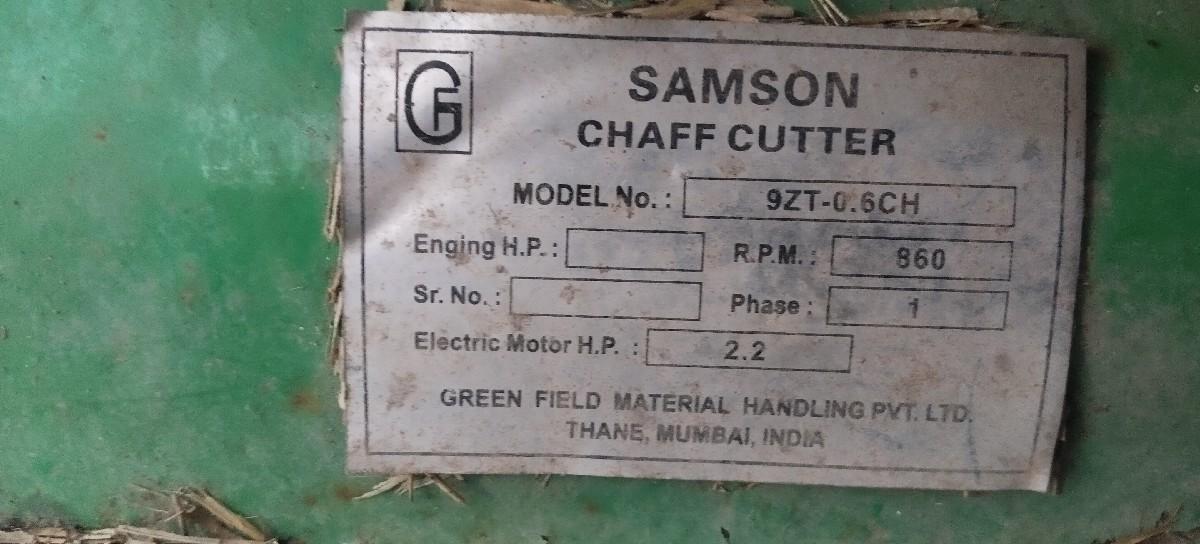 GF
SAMSON
CHAFF CUTTER
MODEL No. : 9ZT-0.6CH
Enging H.P. : R.P.M. : 860
Sr. No. : Phase : 1
Electric Motor H.P. : 2.2
GREEN FIELD MATERIAL HANDLING PVT. LTD.
THANE, MUMBAI, INDIA